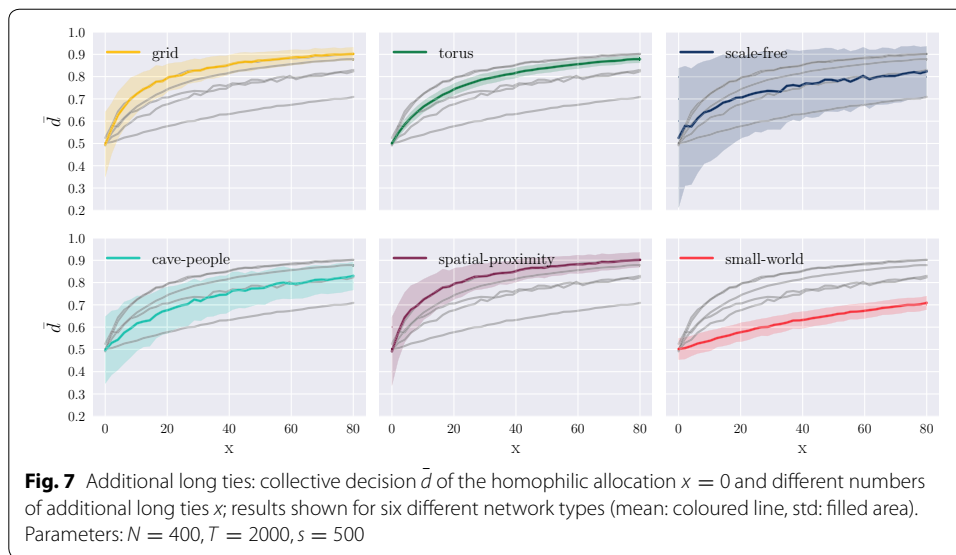 1.0
0.9
0.8
0.7
0.6
0.5
0.4
0.3
0.2
d̄
grid
torus
scale-free
1.0
0.9
0.8
0.7
0.6
0.5
0.4
0.3
0.2
d̄
cave-people
spatial-proximity
small-world
0 20 40 60 80
0 20 40 60 80
0 20 40 60 80
x x x
Fig. 7 Additional long ties: collective decision d̄ of the homophilic allocation x = 0 and different numbers
of additional long ties x; results shown for six different network types (mean: coloured line, std: filled area).
Parameters: N = 400, T = 2000, s = 500